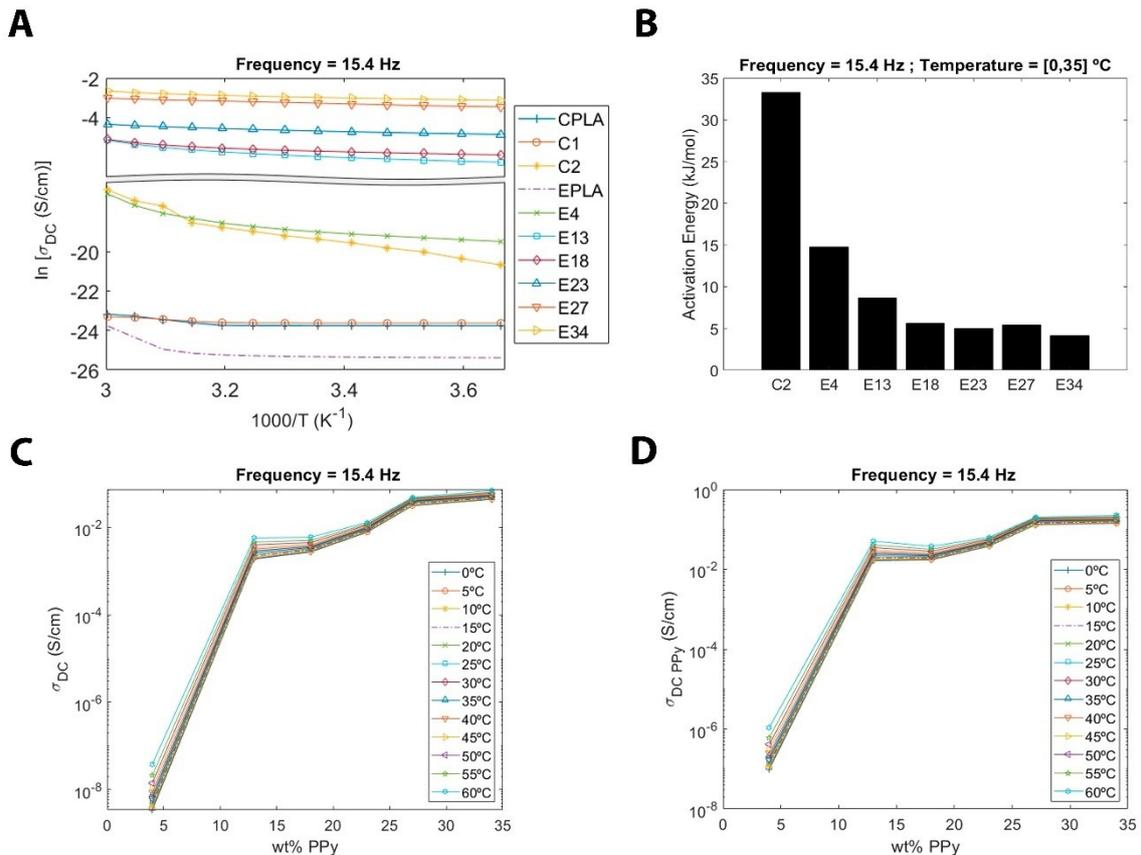 A
Frequency = 15.4 Hz
ln [σDC (S/cm)]
-2
-4
-20
-22
-24
-26
3
3.2
3.4
3.6
1000/T (K-1)
CPLA
C1
C2
EPLA
E4
E13
E18
E23
E27
E34
B
Frequency = 15.4 Hz ; Temperature = [0,35] ºC
Activation Energy (kJ/mol)
35
30
25
20
15
10
5
0
C2 E4 E13 E18 E23 E27 E34
C
Frequency = 15.4 Hz
σDC (S/cm)
10-2
10-4
10-6
10-8
0 5 10 15 20 25 30 35
wt% PPy
0ºC
5ºC
10ºC
15ºC
20ºC
25ºC
30ºC
35ºC
40ºC
45ºC
50ºC
55ºC
60ºC
D
Frequency = 15.4 Hz
σDC PPy (S/cm)
100
10-2
10-4
10-6
10-8
0 5 10 15 20 25 30 35
wt% PPy
0ºC
5ºC
10ºC
15ºC
20ºC
25ºC
30ºC
35ºC
40ºC
45ºC
50ºC
55ºC
60ºC